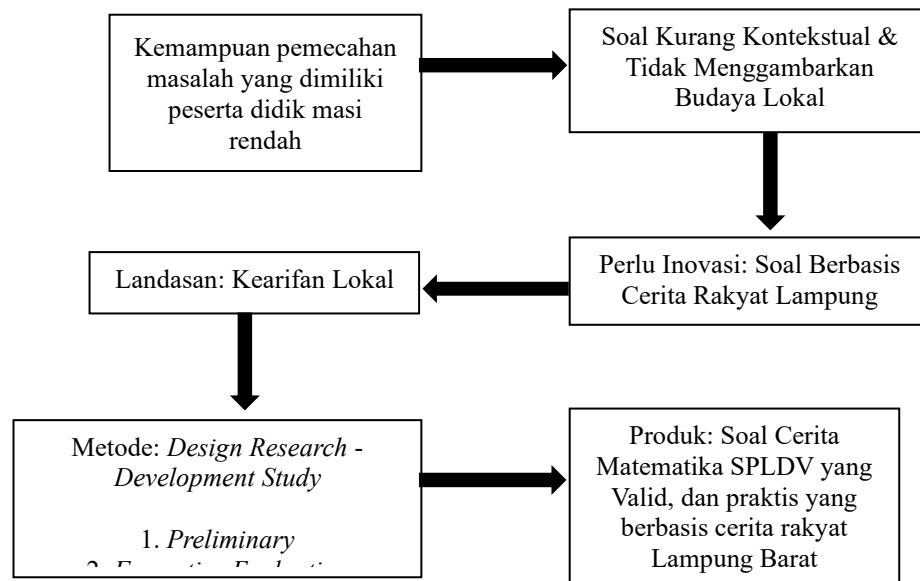 Kemampuan pemecahan
masalah yang dimiliki
peserta didik masi
rendah
Soal Kurang Kontekstual &
Tidak Menggambarkan
Budaya Lokal
Perlu Inovasi: Soal Berbasis
Cerita Rakyat Lampung
Landasan: Kearifan Lokal
Metode: Design Research -
Development Study
1. Preliminary
Produk: Soal Cerita
Matematika SPLDV yang
Valid, dan praktis yang
berbasis cerita rakyat
Lampung Barat